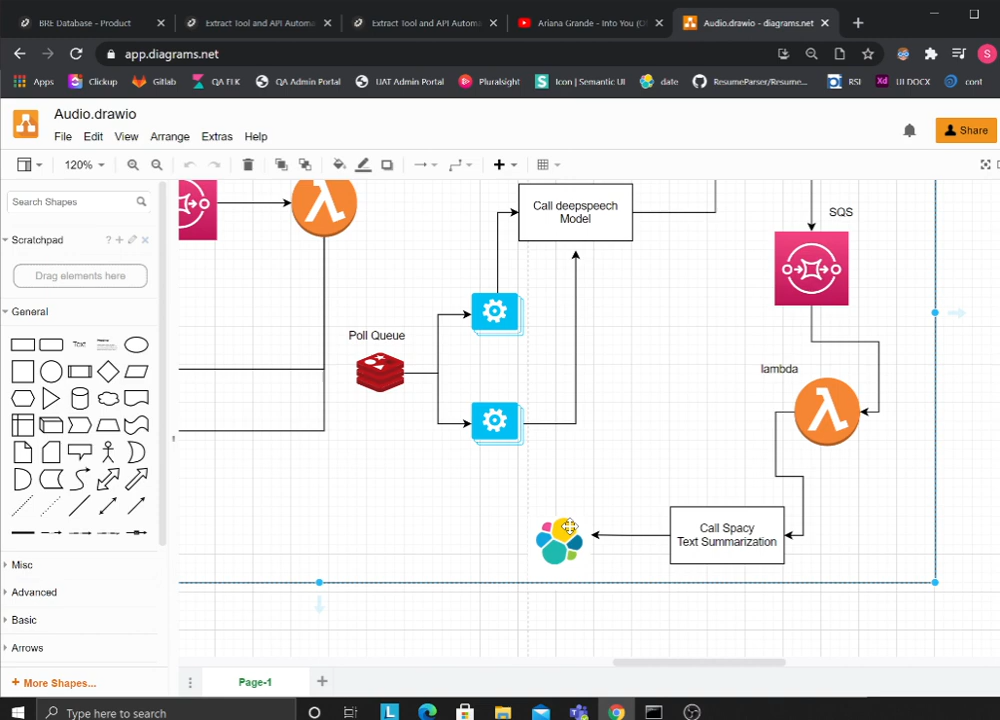 BRE Database - Product
Extract Tool and API Automa
Extract Tool and API Automa
Ariana Grande - Into You (O
Audio.drawio - diagrams.net
app.diagrams.net
Apps
Clickup
Gitlab
QA ELK
QA Admin Portal
UAT Admin Portal
Pluralsight
Icon | Semantic UI
date
ResumeParser/Resume...
RSI
UI DOCX
cont
Audio.drawio
File Edit View Arrange Extras Help
Share
120%
Search Shapes
Scratchpad
Drag elements here
General
Text
Misc
Advanced
Basic
Arrows
+ More Shapes...
Call deepspeech
Model
SQS
Poll Queue
lambda
Call Spacy
Text Summarization
Page-1
Type here to search